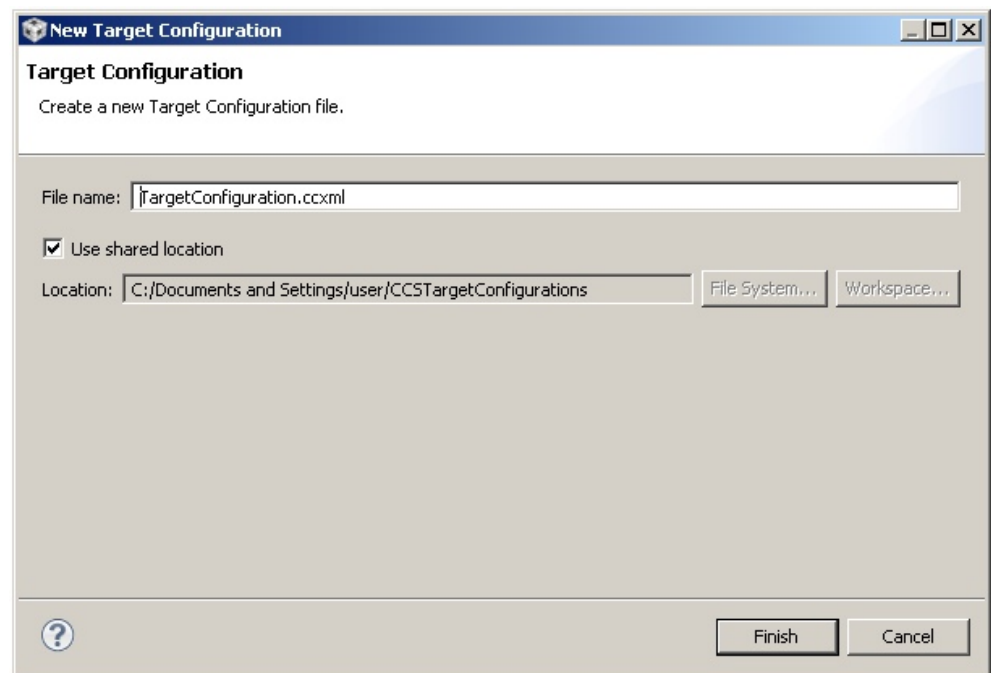 New Target Configuration
Target Configuration
Create a new Target Configuration file.
File name: TargetConfiguration.ccxml
Use shared location
Location: C:/Documents and Settings/user/CCSTargetConfigurations File System... Workspace...
? Finish Cancel